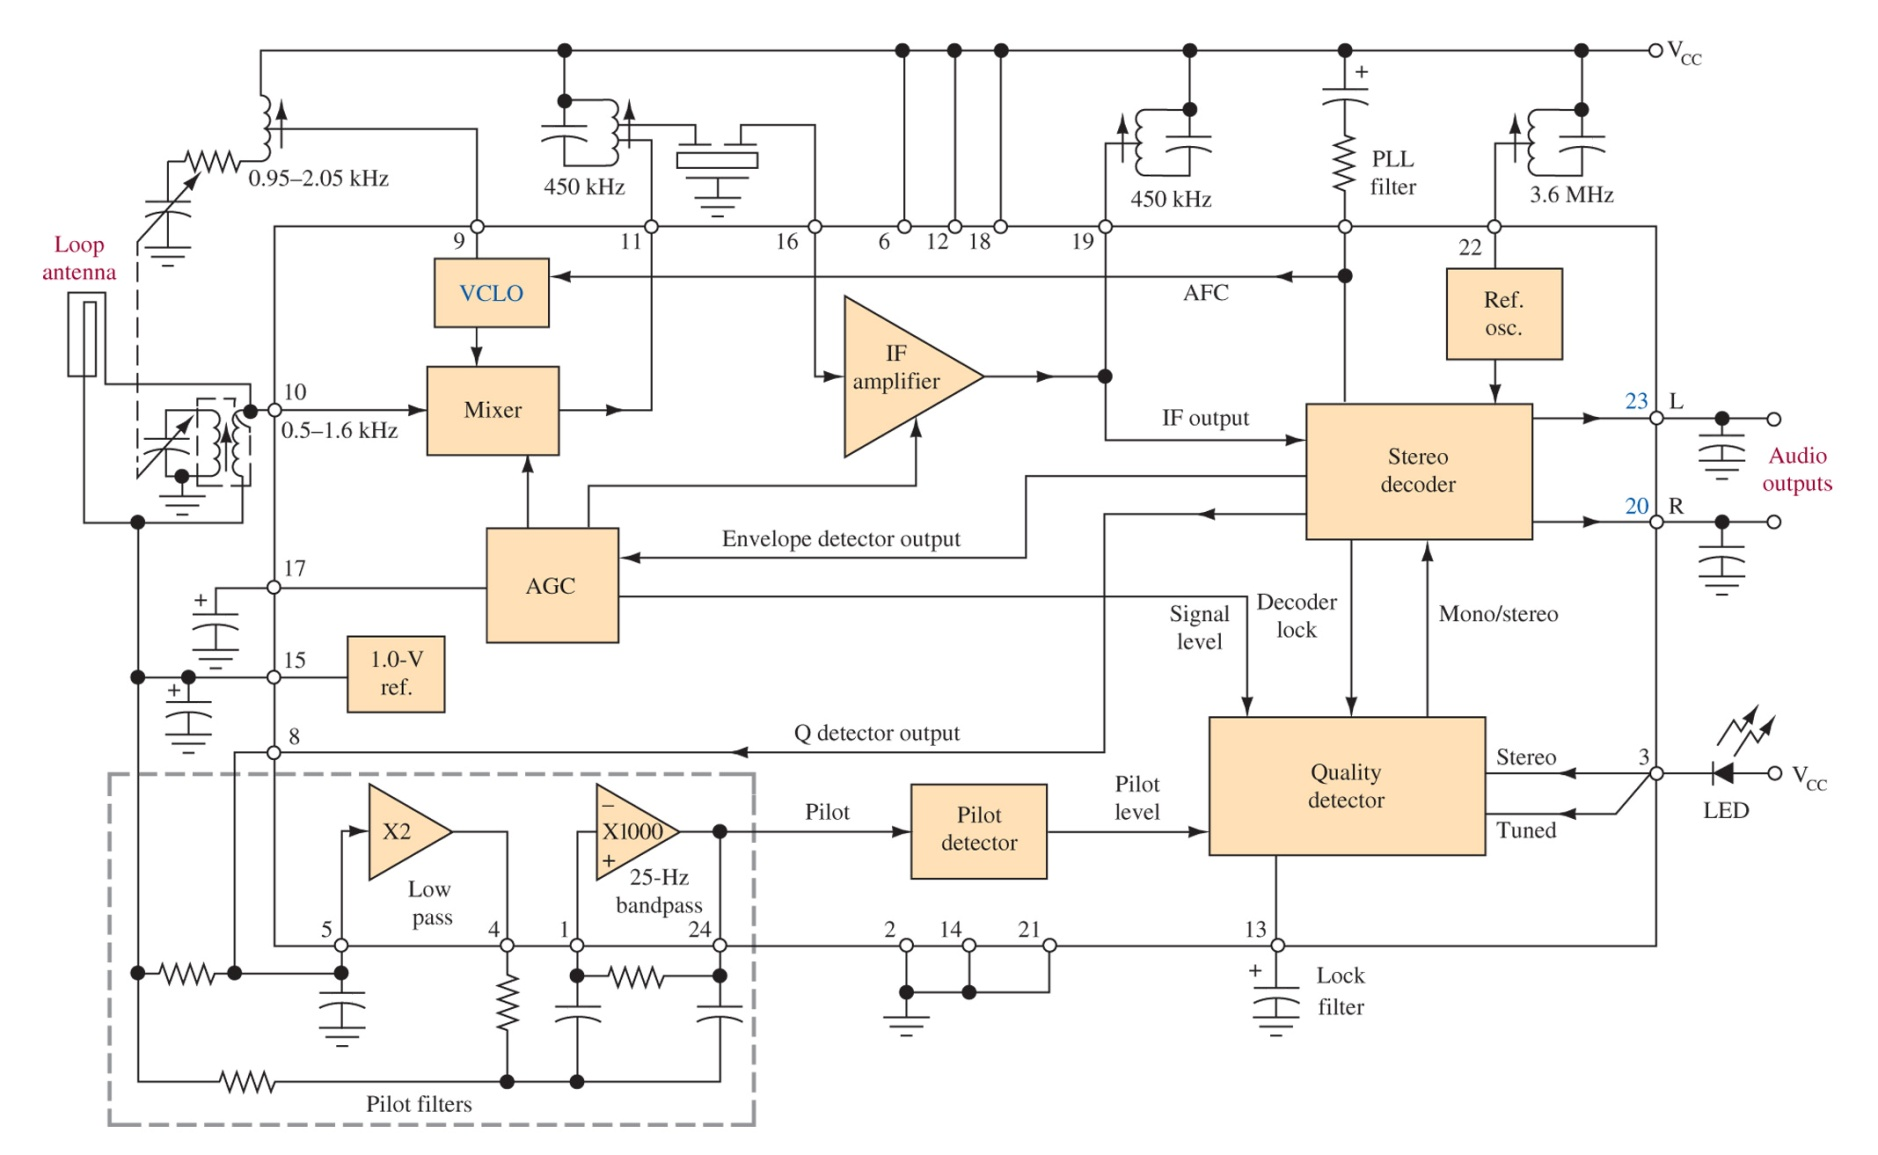 V_CC
+
0.95–2.05 kHz
450 kHz
450 kHz
PLL
filter
3.6 MHz
Loop
antenna
9
11
16
6
12
18
19
22
VCLO
AFC
Ref.
osc.
IF
amplifier
10
0.5–1.6 kHz
Mixer
IF output
Stereo
decoder
23 L
20 R
Audio
outputs
Envelope detector output
17
+
AGC
Signal
level
Decoder
lock
Mono/stereo
15
+
1.0-V
ref.
8
Q detector output
Stereo
Tuned
3
V_CC
LED
Quality
detector
X2
Low
pass
–
X1000
+
25-Hz
bandpass
Pilot
Pilot
detector
Pilot
level
5
4
1
24
2
14
21
13
+
Lock
filter
Pilot filters